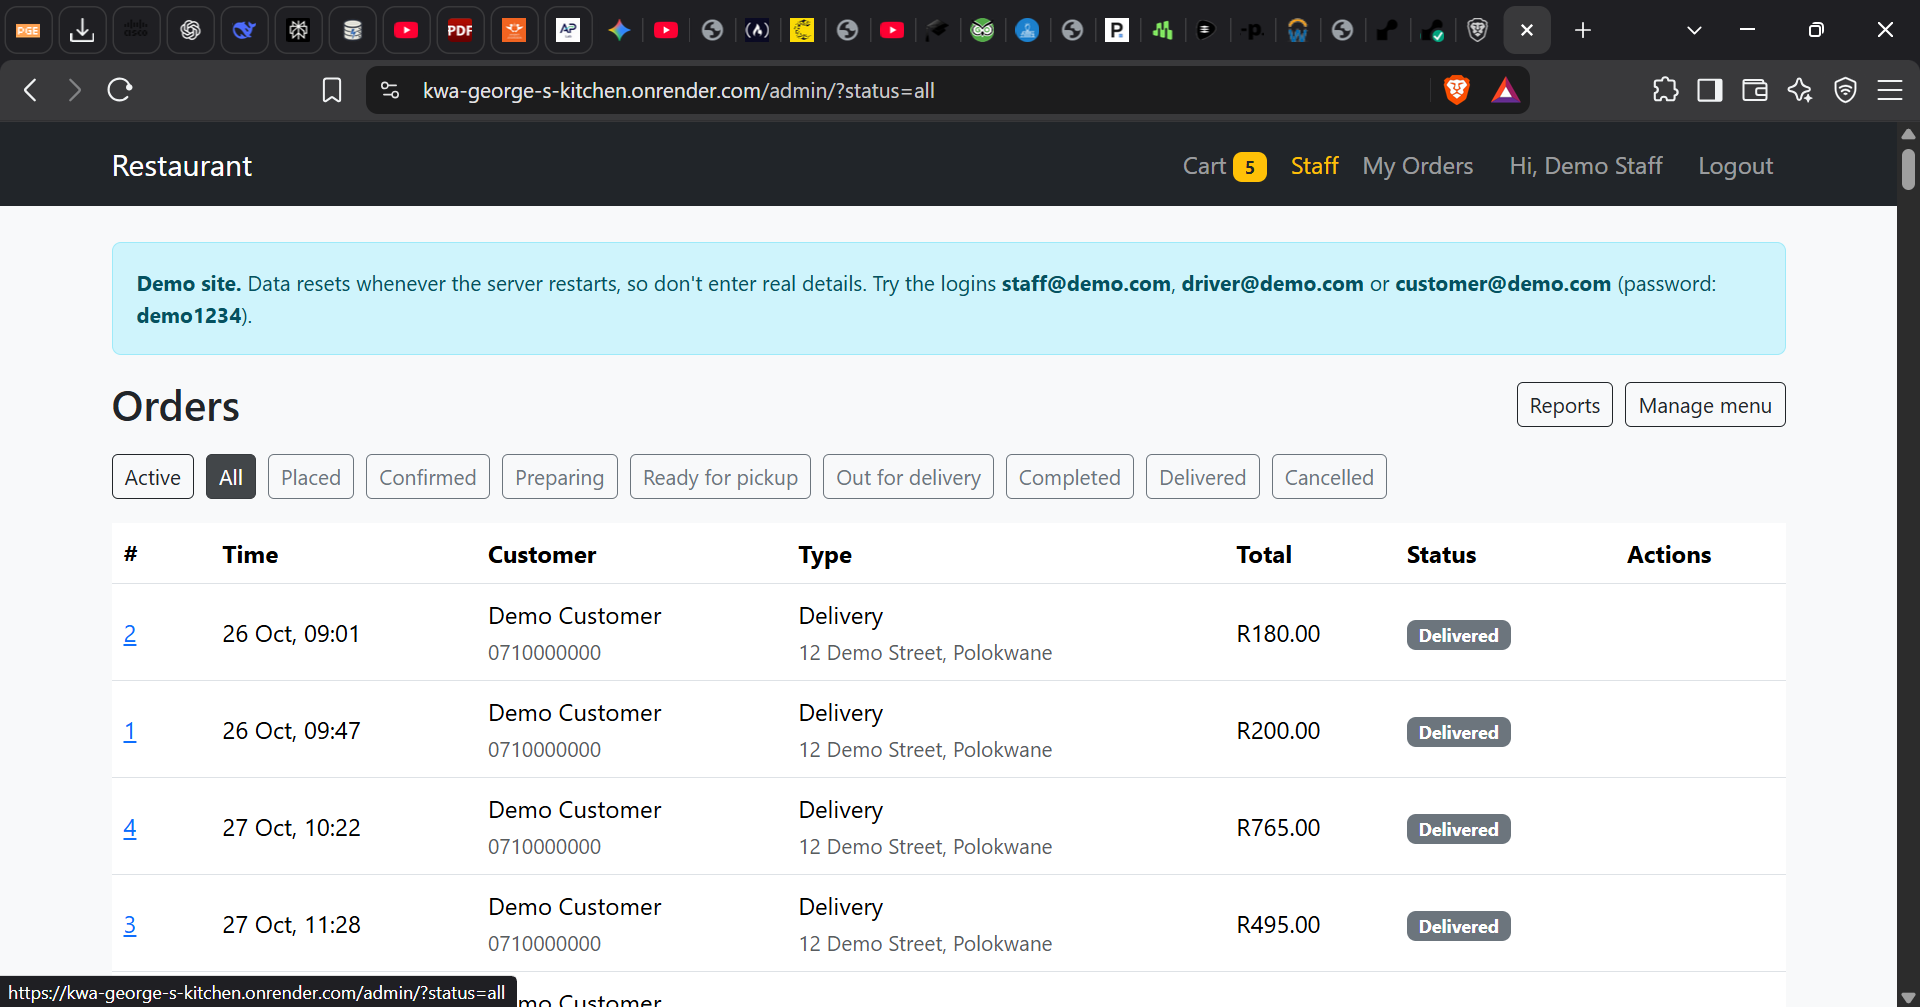 PGE
cisco
PDF
AP
P.
-p.
kwa-george-s-kitchen.onrender.com/admin/?status=all
Restaurant
Cart 5 Staff My Orders Hi, Demo Staff Logout
Demo site. Data resets whenever the server restarts, so don't enter real details. Try the logins staff@demo.com, driver@demo.com or customer@demo.com (password:
demo1234).
Orders
Reports Manage menu
Active All Placed Confirmed Preparing Ready for pickup Out for delivery Completed Delivered Cancelled
# Time Customer Type Total Status Actions
2 26 Oct, 09:01 Demo Customer Delivery R180.00 Delivered
0710000000 12 Demo Street, Polokwane
1 26 Oct, 09:47 Demo Customer Delivery R200.00 Delivered
0710000000 12 Demo Street, Polokwane
4 27 Oct, 10:22 Demo Customer Delivery R765.00 Delivered
0710000000 12 Demo Street, Polokwane
3 27 Oct, 11:28 Demo Customer Delivery R495.00 Delivered
0710000000 12 Demo Street, Polokwane
https://kwa-george-s-kitchen.onrender.com/admin/?status=all
mo Customer